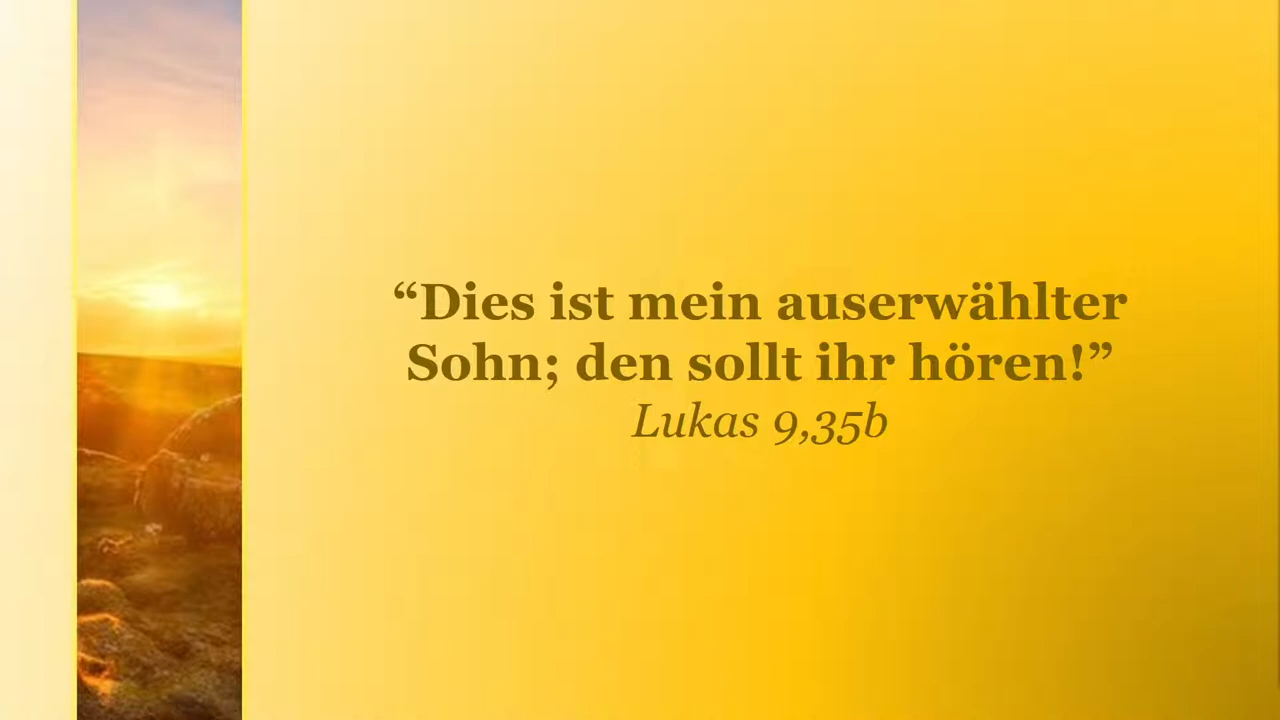 “Dies ist mein auserwählter
Sohn; den sollt ihr hören!”
Lukas 9,35b